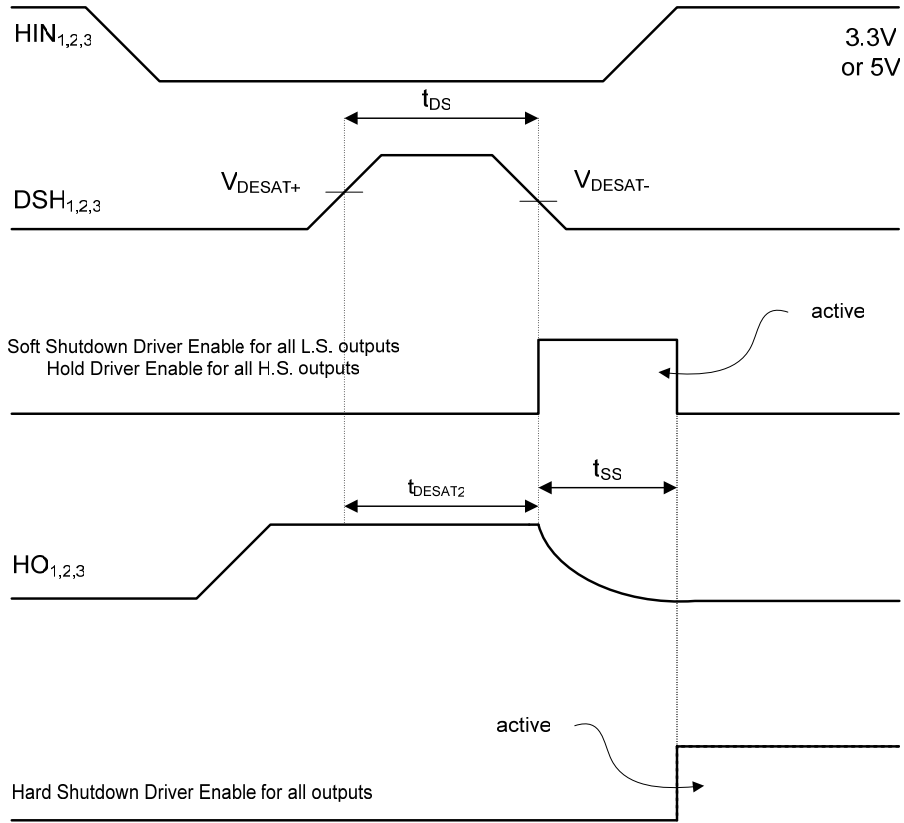 HIN1,2,3
3.3V
or 5V
tDS
VDESAT+
VDESAT-
DSH1,2,3
active
Soft Shutdown Driver Enable for all L.S. outputs
Hold Driver Enable for all H.S. outputs
tSS
tDESAT2
HO1,2,3
active
Hard Shutdown Driver Enable for all outputs